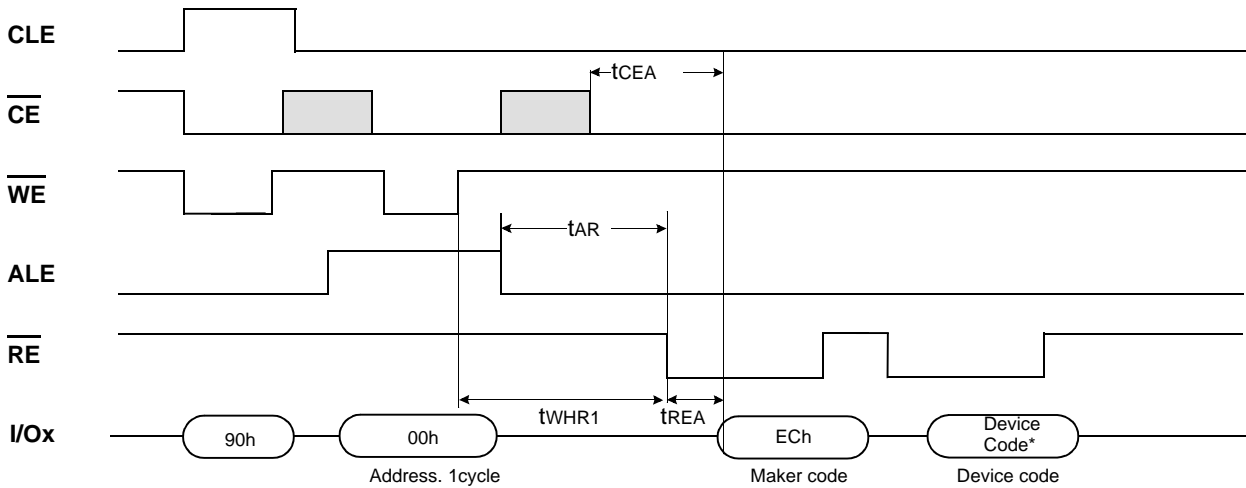 CLE
tCEA
CE
WE
tAR
ALE
RE
tWHR1
tREA
I/Ox
90h
00h
ECh
Device
Code*
Address. 1cycle
Maker code
Device code